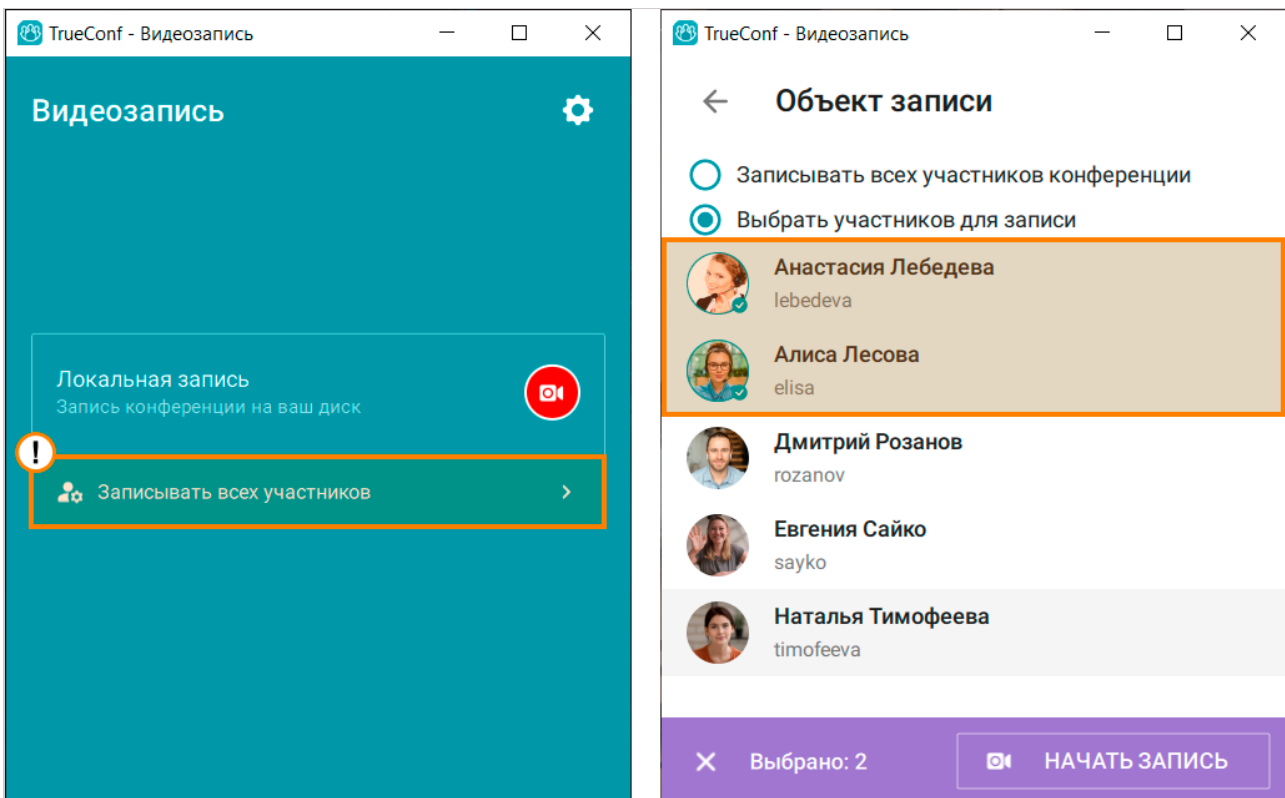 TrueConf - Видеозапись
Видеозапись
Локальная запись
Запись конференции на ваш диск
!
Записывать всех участников
TrueConf - Видеозапись
Объект записи
Записывать всех участников конференции
Выбрать участников для записи
Анастасия Лебедева
lebedeva
Алиса Лесова
elisa
Дмитрий Розанов
rozanov
Евгения Сайко
sayko
Наталья Тимофеева
timofeeva
Выбрано: 2
НАЧАТЬ ЗАПИСЬ